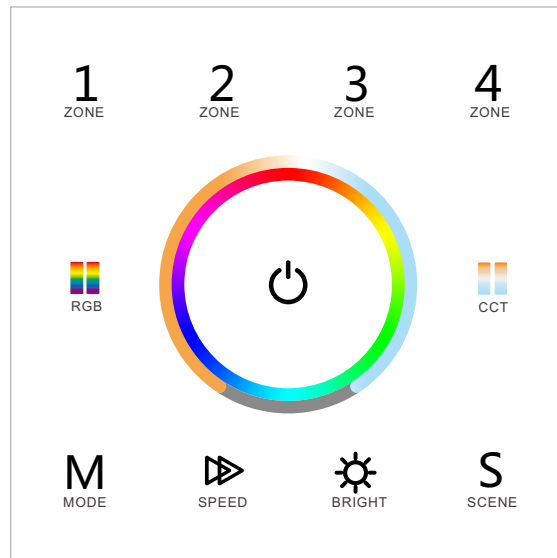 1 2 3 4
ZONE ZONE ZONE ZONE
RGB CCT
M S
MODE SPEED BRIGHT SCENE